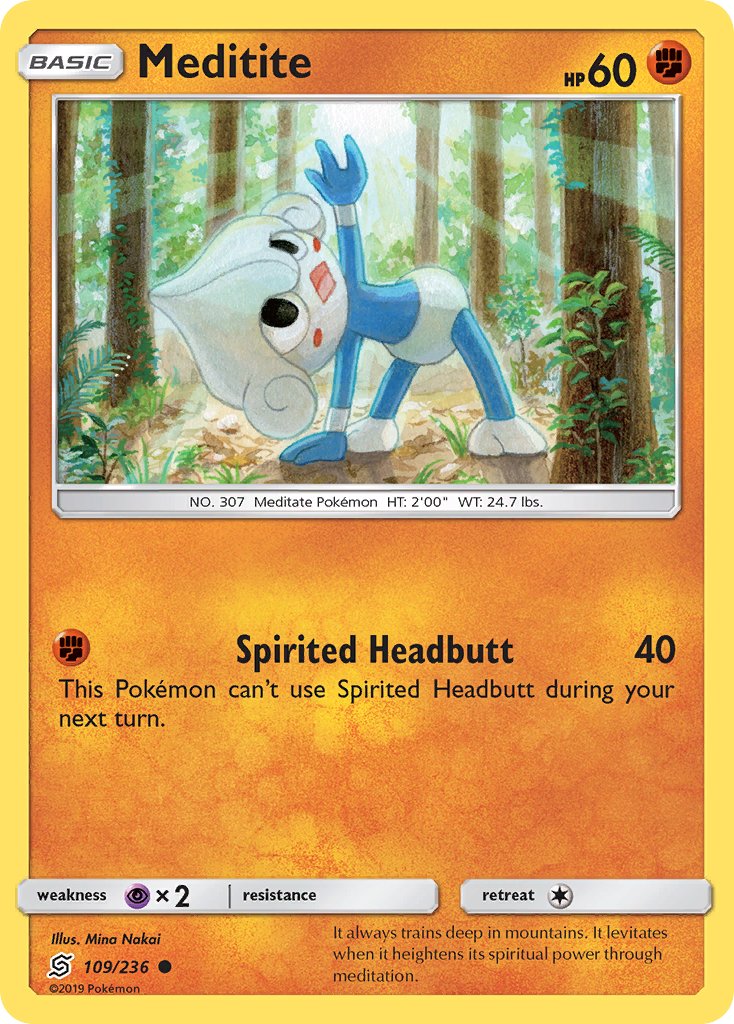 BASIC Meditite HP 60
NO. 307 Meditate Pokémon HT: 2'00" WT: 24.7 lbs.
Spirited Headbutt 40
This Pokémon can't use Spirited Headbutt during your
next turn.
weakness × 2 resistance retreat
Illus. Mina Nakai
109/236
©2019 Pokémon
It always trains deep in mountains. It levitates
when it heightens its spiritual power through
meditation.